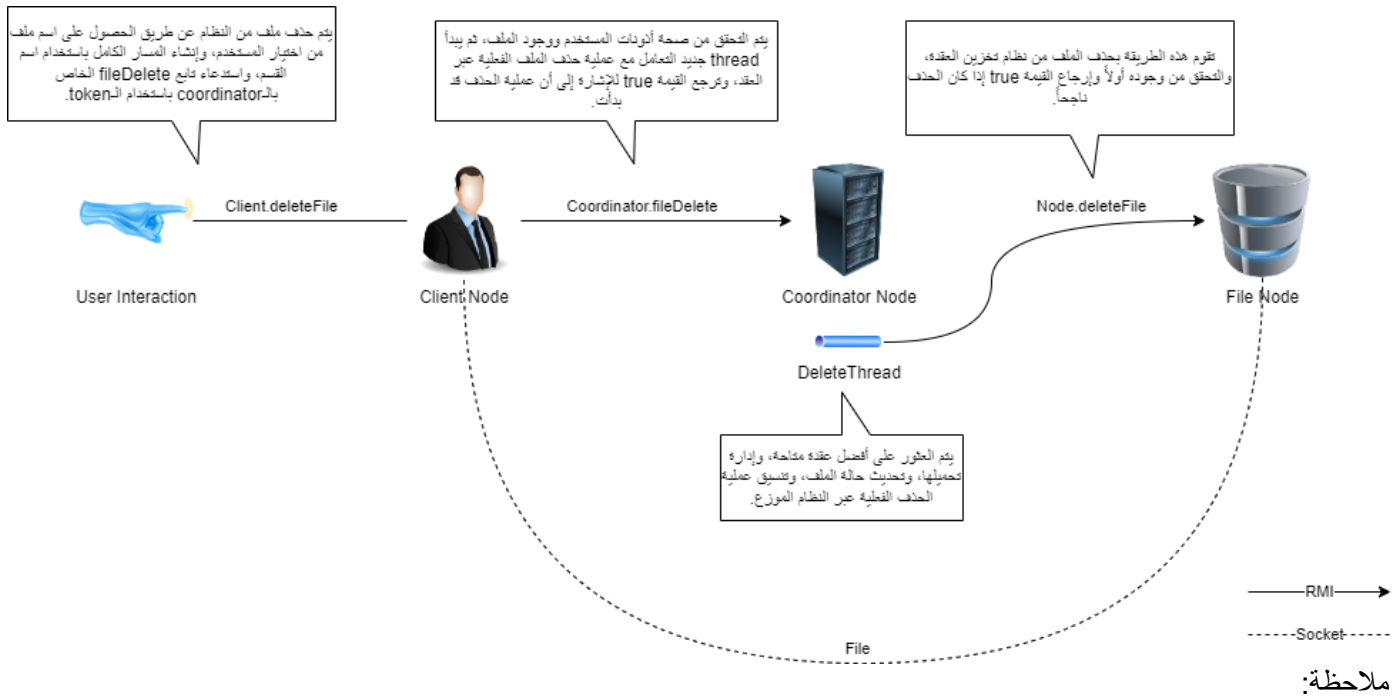 يتم حذف ملف من النظام عن طريق الحصول على اسم ملف
من اختيار المستخدم، وإنشاء المسار الكامل باستخدام اسم
القسم، واستدعاء تابع fileDelete الخاص
بالـcoordinator باستخدام الـtoken.
يتم التحقق من صحة أذونات المستخدم ووجود الملف، ثم يبدأ
thread جديد التعامل مع عملية حذف الملف الفعلية عبر
العقد، وترجع القيمة true للإشارة إلى أن عملية الحذف قد
بدأت.
تقوم هذه الطريقة بحذف الملف من نظام تخزين العقدة،
والتحقق من وجوده أولاً وإرجاع القيمة true إذا كان الحذف
ناجحاً.
Client.deleteFile
Coordinator.fileDelete
Node.deleteFile
User Interaction
Client Node
Coordinator Node
File Node
DeleteThread
يتم العثور على أفضل عقدة متاحة، وإدارة
تحميلها، وتحديث حالة الملف، وتنسيق عملية
الحذف الفعلية عبر النظام الموزع.
RMI
Socket
File
ملاحظة: